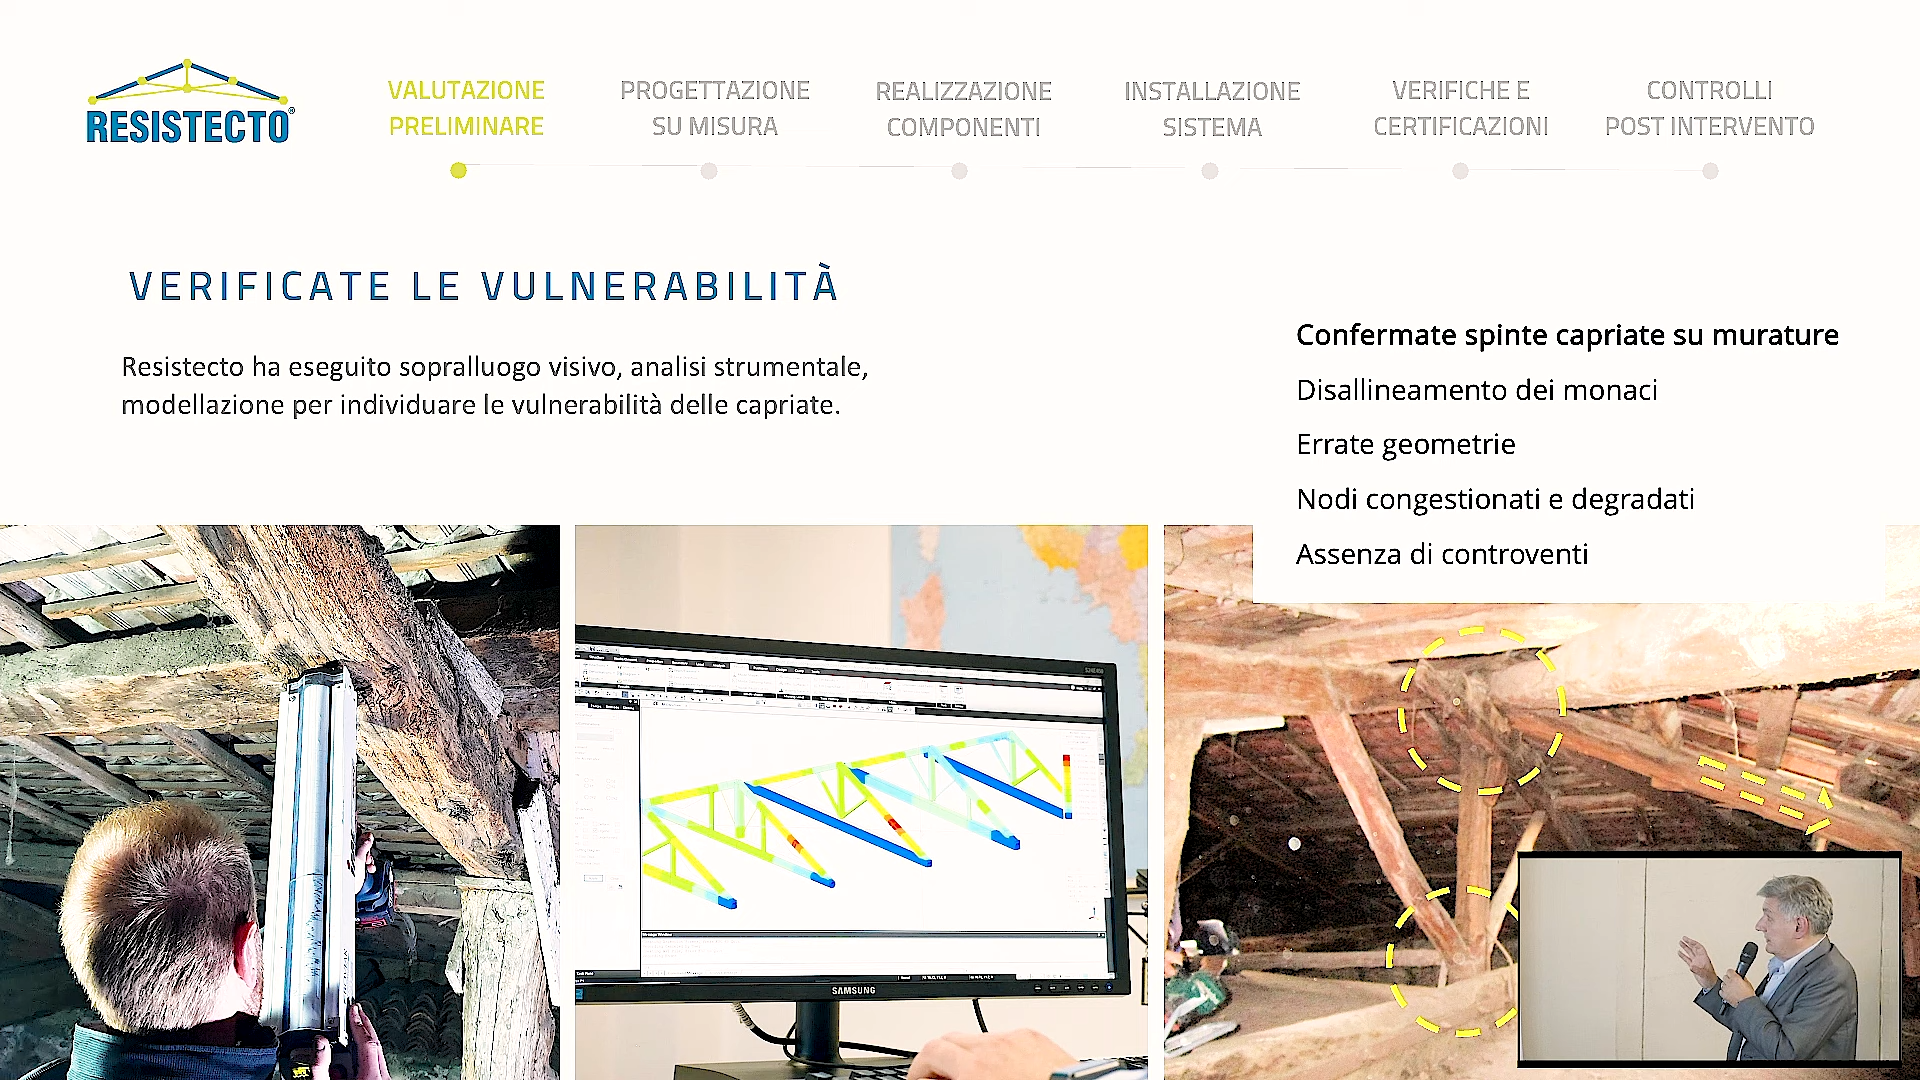 RESISTECTO®
VALUTAZIONE
PRELIMINARE
PROGETTAZIONE
SU MISURA
REALIZZAZIONE
COMPONENTI
INSTALLAZIONE
SISTEMA
VERIFICHE E
CERTIFICAZIONI
CONTROLLI
POST INTERVENTO
VERIFICATE LE VULNERABILITÀ
Resistecto ha eseguito sopralluogo visivo, analisi strumentale,
modellazione per individuare le vulnerabilità delle capriate.
Confermate spinte capriate su murature
Disallineamento dei monaci
Errate geometrie
Nodi congestionati e degradati
Assenza di controventi
SAMSUNG